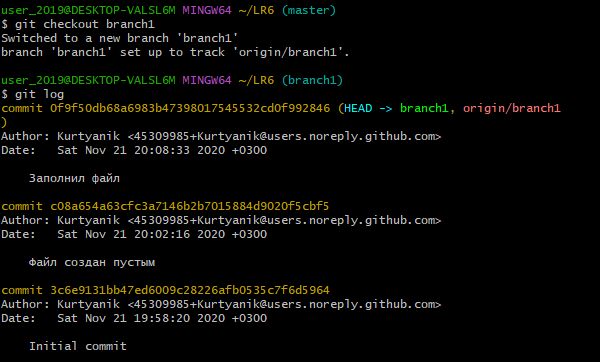 user_2019@DESKTOP-VALSL6M MINGW64 ~/LR6 (master)
$ git checkout branch1
Switched to a new branch 'branch1'
branch 'branch1' set up to track 'origin/branch1'.
user_2019@DESKTOP-VALSL6M MINGW64 ~/LR6 (branch1)
$ git log
commit 0f9f50db68a6983b47398017545532cd0f992846 (HEAD -> branch1, origin/branch1
)
Author: Kurtyanik <45309985+Kurtyanik@users.noreply.github.com>
Date:   Sat Nov 21 20:08:33 2020 +0300
Заполнил файл
commit c08a654a63cfc3a7146b2b7015884d9020f5cbf5
Author: Kurtyanik <45309985+Kurtyanik@users.noreply.github.com>
Date:   Sat Nov 21 20:02:16 2020 +0300
Файл создан пустым
commit 3c6e9131bb47ed6009c28226afb0535c7f6d5964
Author: Kurtyanik <45309985+Kurtyanik@users.noreply.github.com>
Date:   Sat Nov 21 19:58:20 2020 +0300
Initial commit